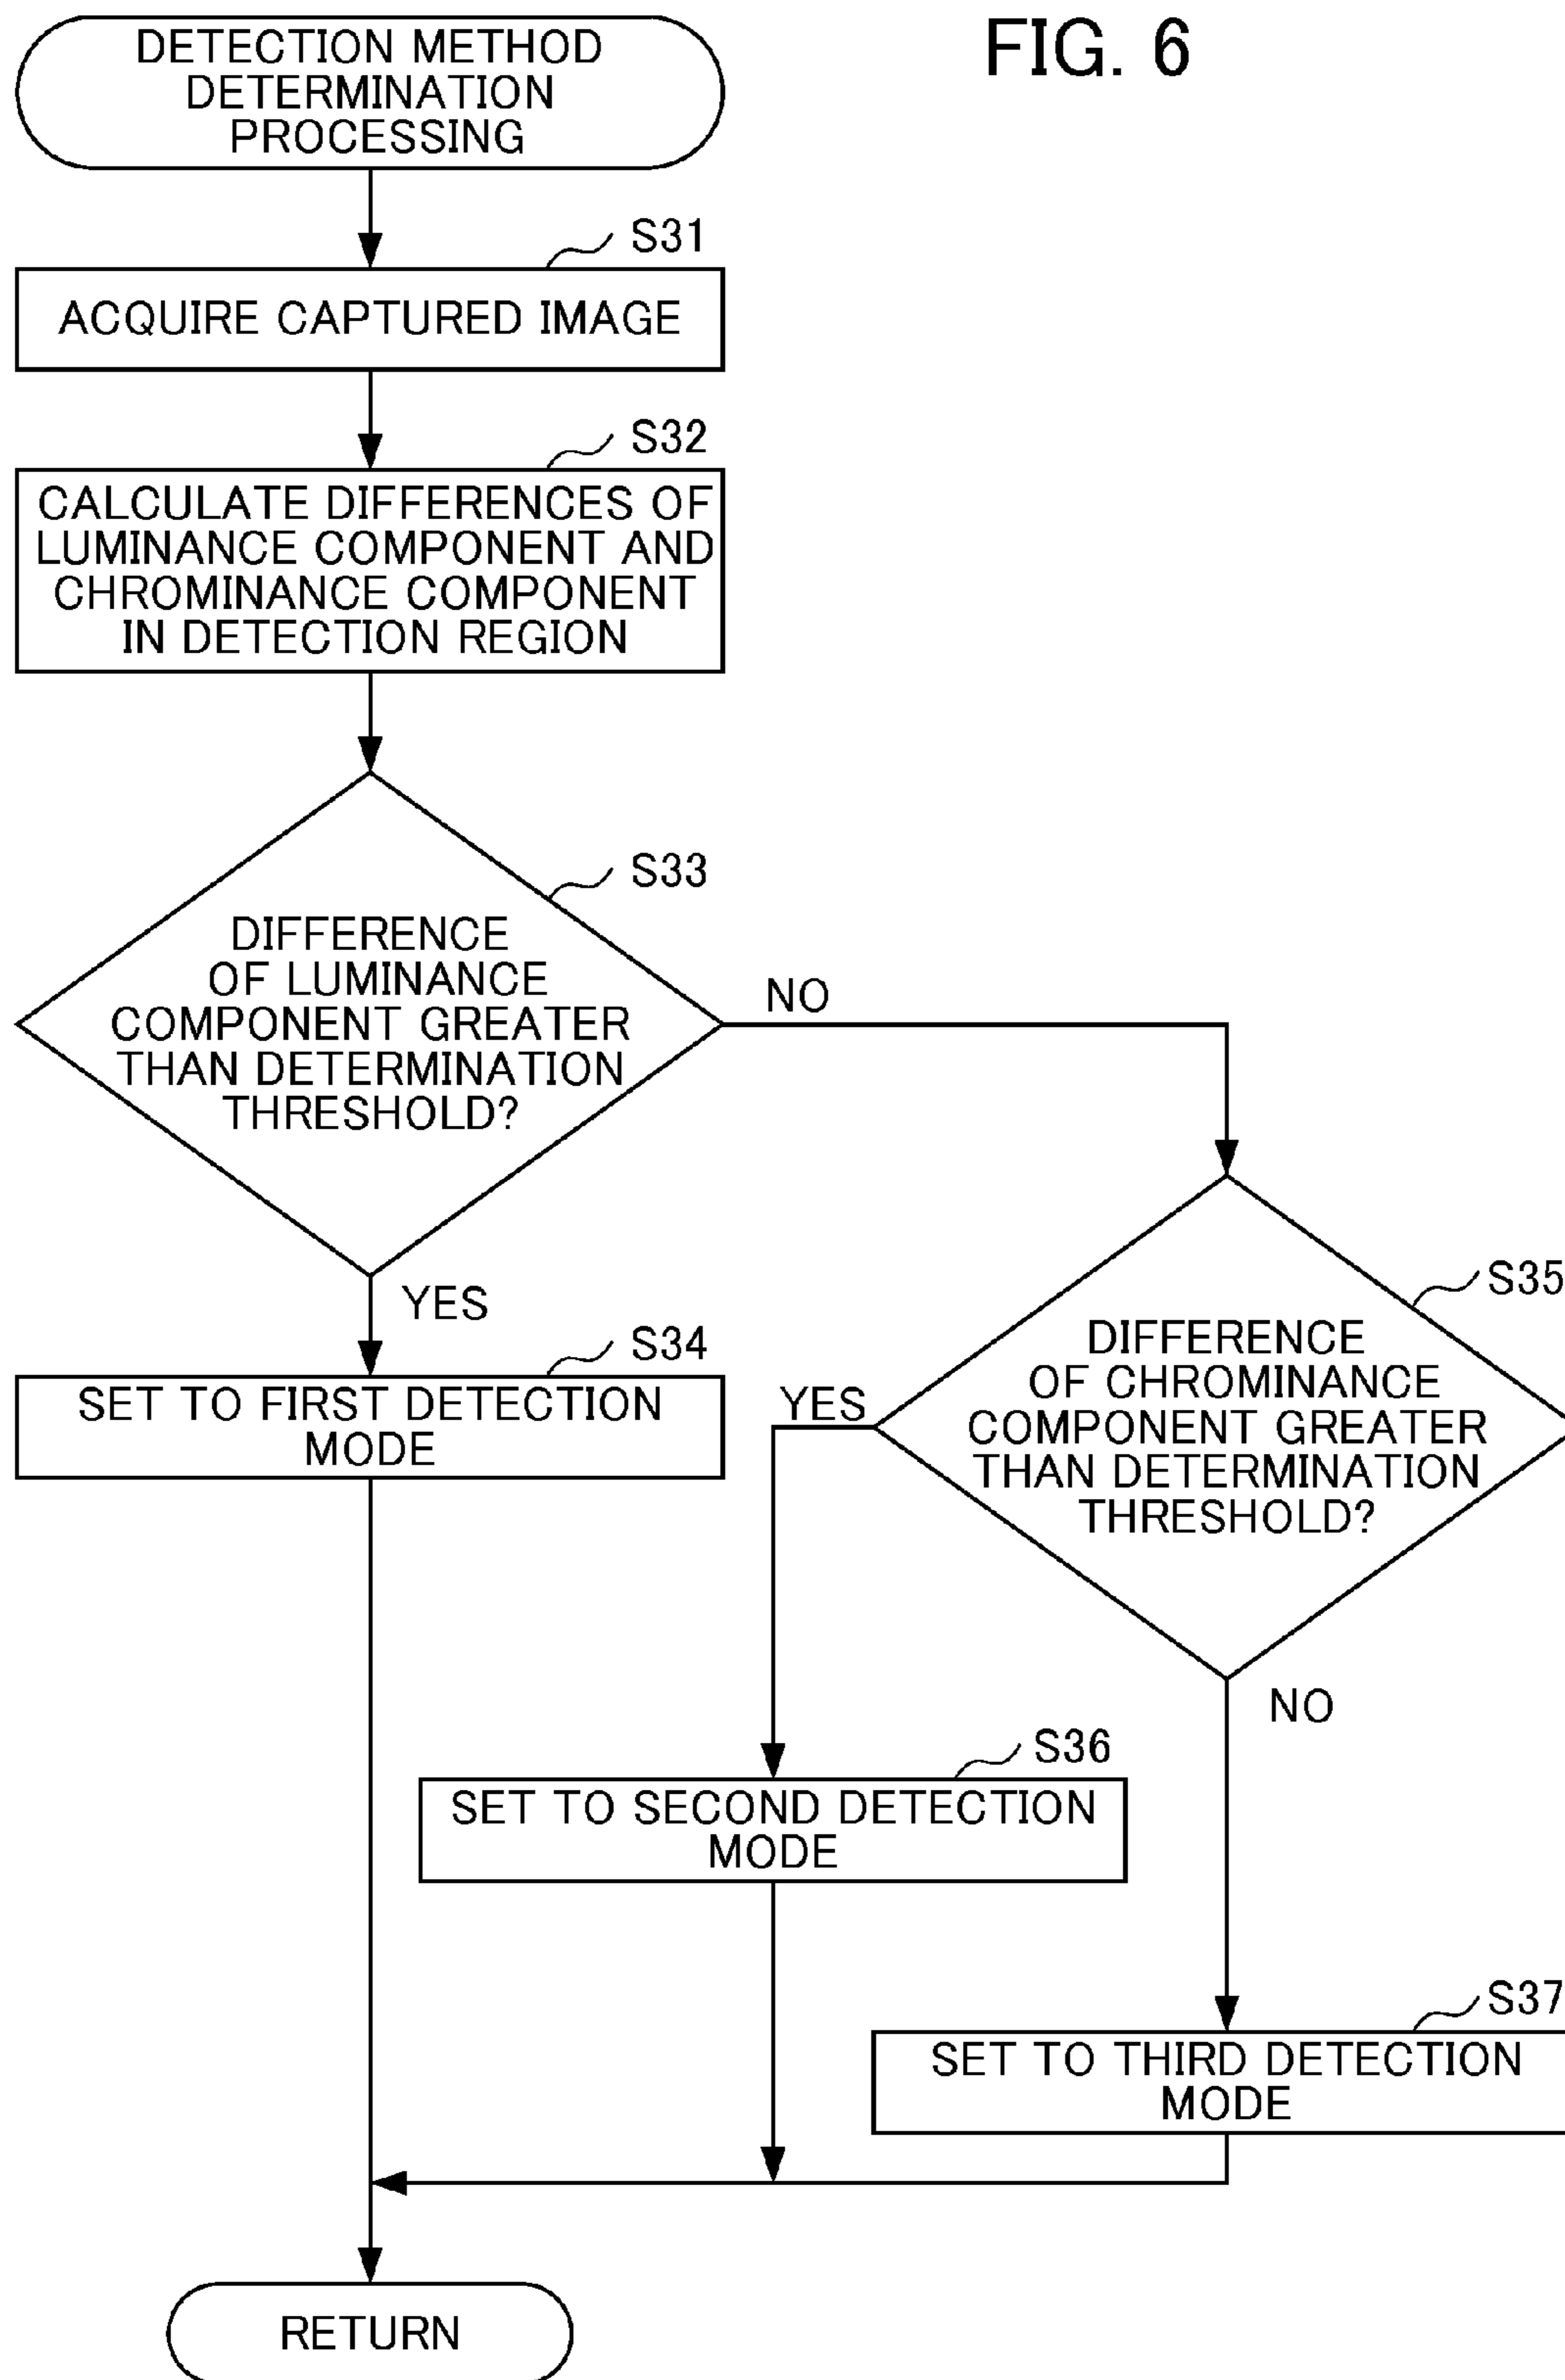 FIG. 6
DETECTION METHOD
DETERMINATION
PROCESSING
S31
ACQUIRE CAPTURED IMAGE
S32
CALCULATE DIFFERENCES OF
LUMINANCE COMPONENT AND
CHROMINANCE COMPONENT
IN DETECTION REGION
S33
DIFFERENCE
OF LUMINANCE
COMPONENT GREATER
THAN DETERMINATION
THRESHOLD?
NO
YES
S34
SET TO FIRST DETECTION
MODE
S35
DIFFERENCE
OF CHROMINANCE
COMPONENT GREATER
THAN DETERMINATION
THRESHOLD?
YES
NO
S36
SET TO SECOND DETECTION
MODE
S37
SET TO THIRD DETECTION
MODE
RETURN